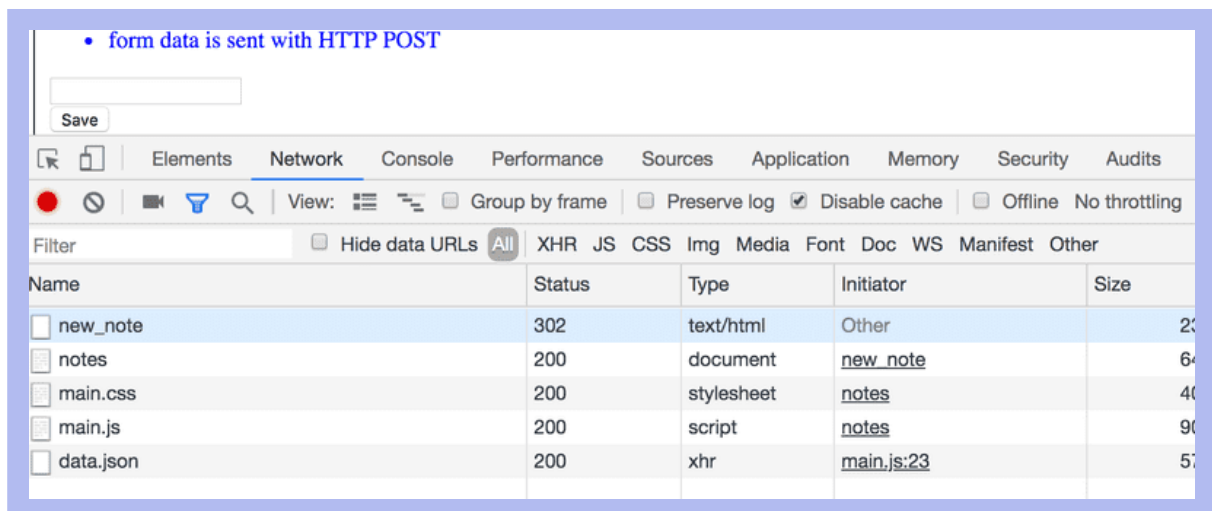 • form data is sent with HTTP POST
Save
Elements Network Console Performance Sources Application Memory Security Audits
View: Group by frame Preserve log Disable cache Offline No throttling
Filter Hide data URLs All XHR JS CSS Img Media Font Doc WS Manifest Other
Name Status Type Initiator Size
new_note 302 text/html Other
notes 200 document new_note
main.css 200 stylesheet notes
main.js 200 script notes
data.json 200 xhr main.js:23